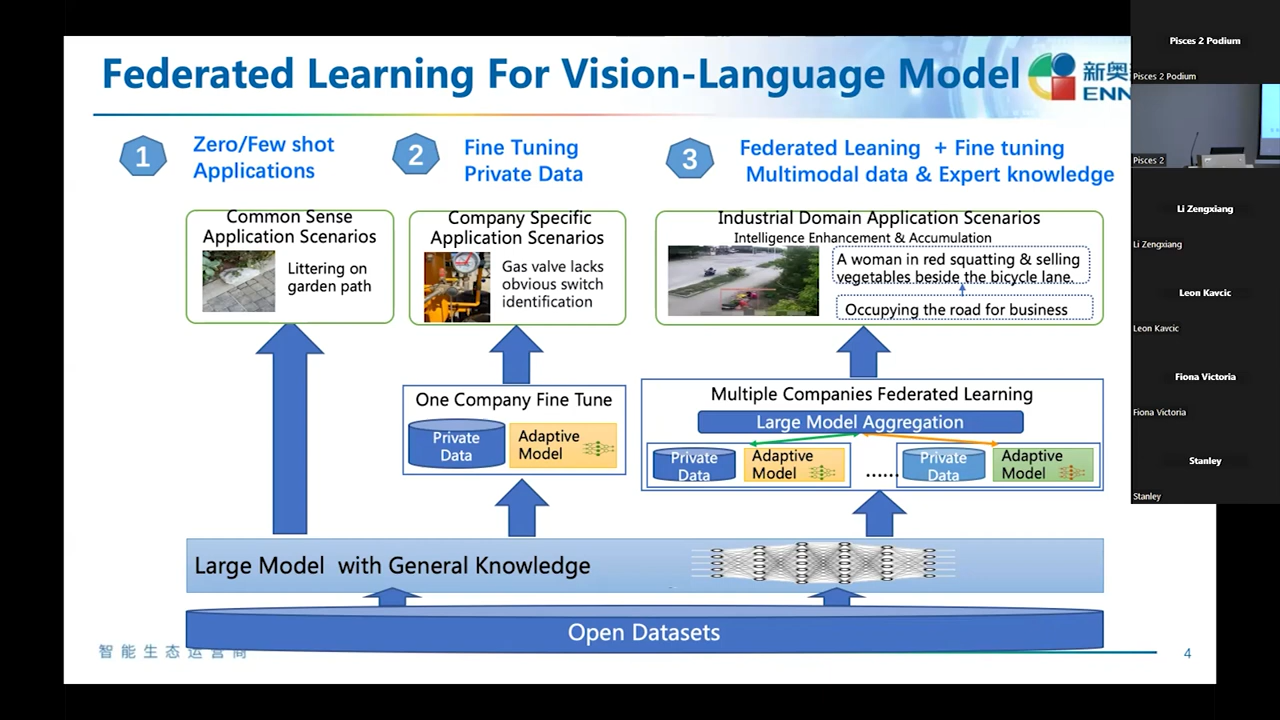 Federated Learning For Vision-Language Model
新奥
ENN
1
Zero/Few shot
Applications
2
Fine Tuning
Private Data
3
Federated Leaning + Fine tuning
Multimodal data & Expert knowledge
Common Sense
Application Scenarios
Littering on
garden path
Company Specific
Application Scenarios
Gas valve lacks
obvious switch
identification
Industrial Domain Application Scenarios
Intelligence Enhancement & Accumulation
A woman in red squatting & selling
vegetables beside the bicycle lane.
Occupying the road for business
One Company Fine Tune
Private
Data
Adaptive
Model
Multiple Companies Federated Learning
Large Model Aggregation
Private
Data
Adaptive
Model
......
Private
Data
Adaptive
Model
Large Model with General Knowledge
Open Datasets
智能生态运营商
4
Pisces 2 Podium
Pisces 2 Podium
Pisces 2
Li Zengxiang
Li Zengxiang
Leon Kavcic
Leon Kavcic
Fiona Victoria
Fiona Victoria
Stanley
Stanley